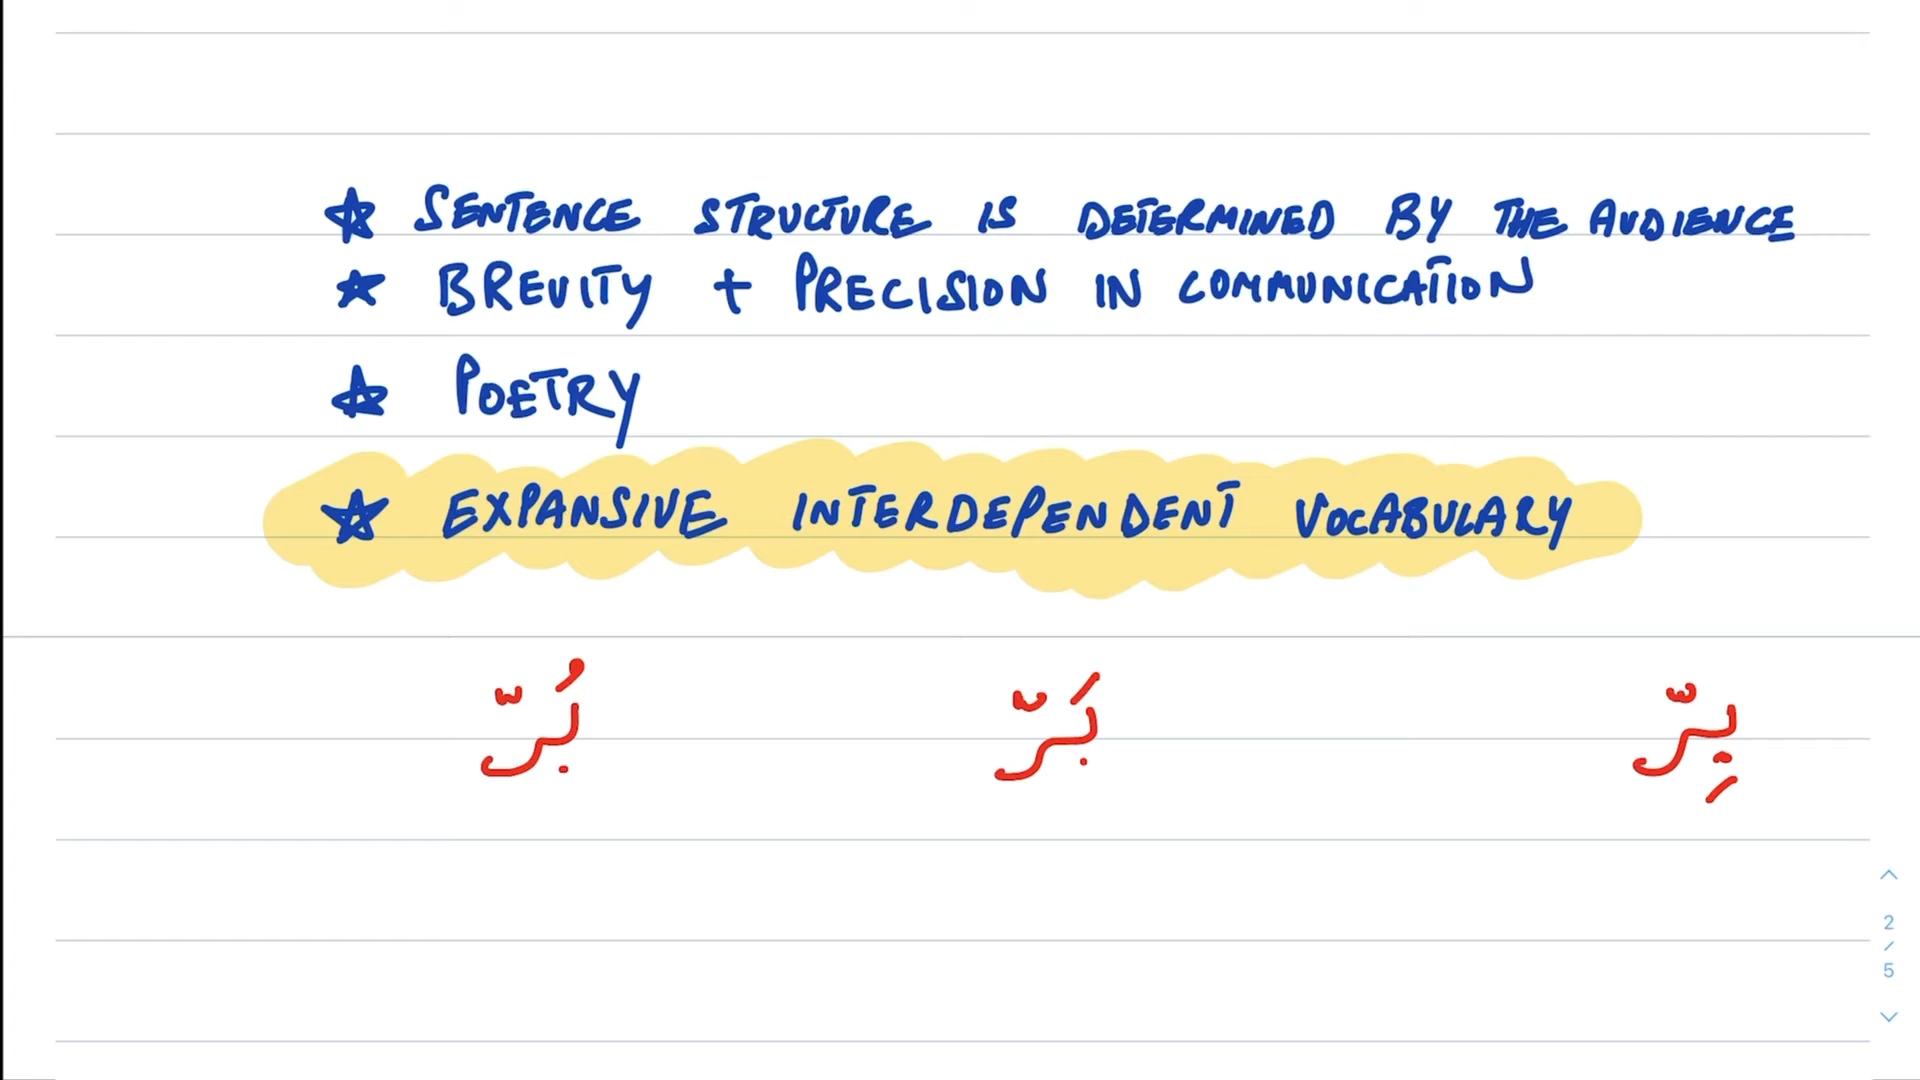 ☆ SENTENCE STRUCTURE IS DETERMINED BY THE AUDIENCE
☆ BREVITY + PRECISION IN COMMUNICATION
☆ POETRY
☆ EXPANSIVE INTERDEPENDENT VOCABULARY
بِرّ بَرّ بُرّ
2
/
5